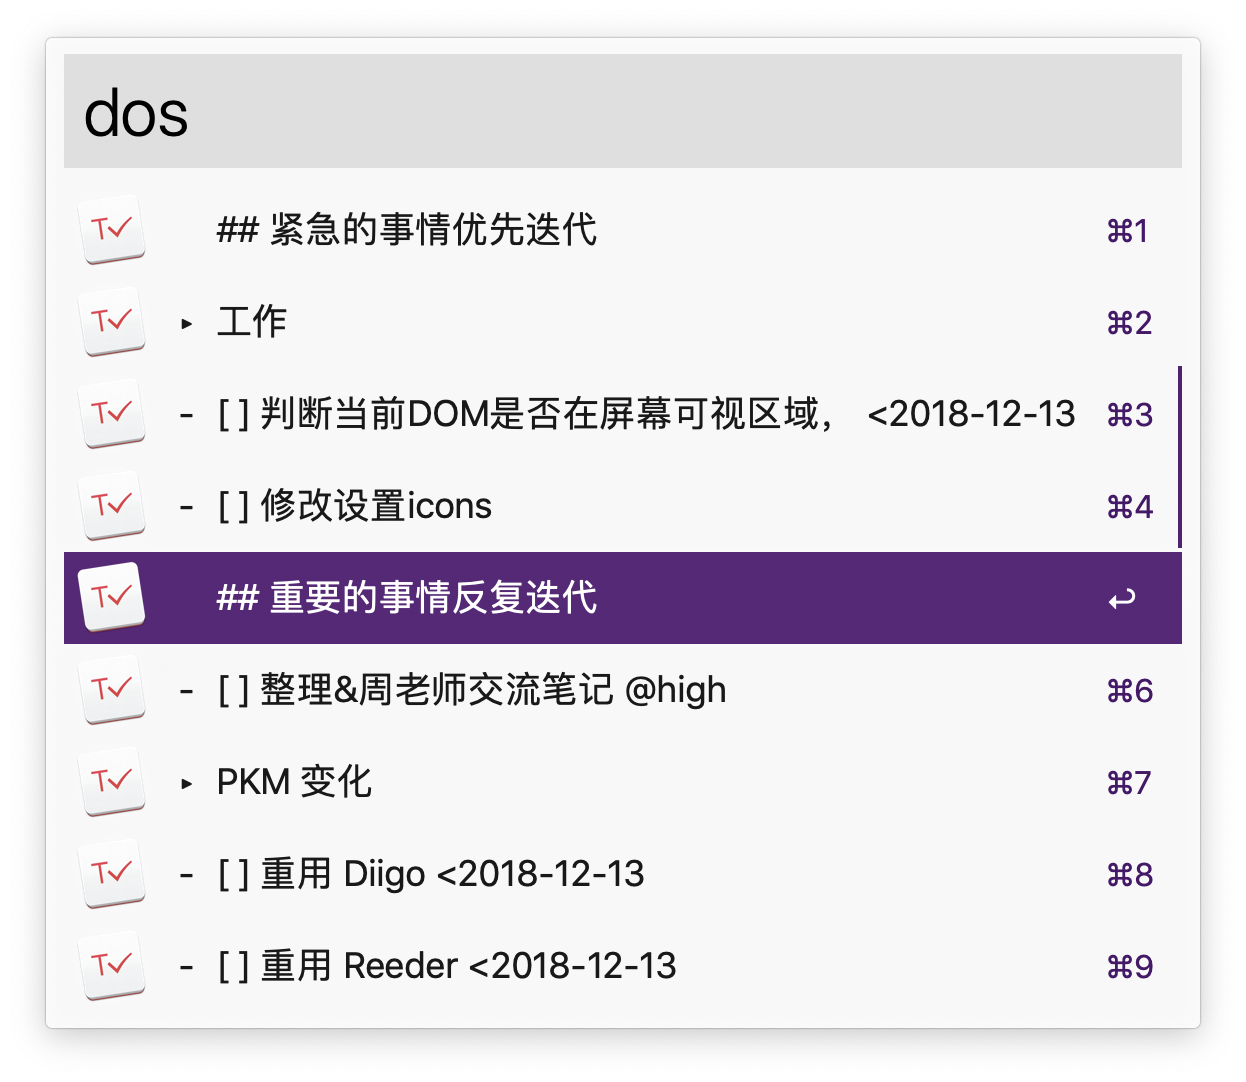 dos
## 紧急的事情优先迭代 ⌘1
▸ 工作 ⌘2
- [ ] 判断当前DOM是否在屏幕可视区域， <2018-12-13 ⌘3
- [ ] 修改设置icons ⌘4
## 重要的事情反复迭代 ↩
- [ ] 整理&周老师交流笔记 @high ⌘6
▸ PKM 变化 ⌘7
- [ ] 重用 Diigo <2018-12-13 ⌘8
- [ ] 重用 Reeder <2018-12-13 ⌘9